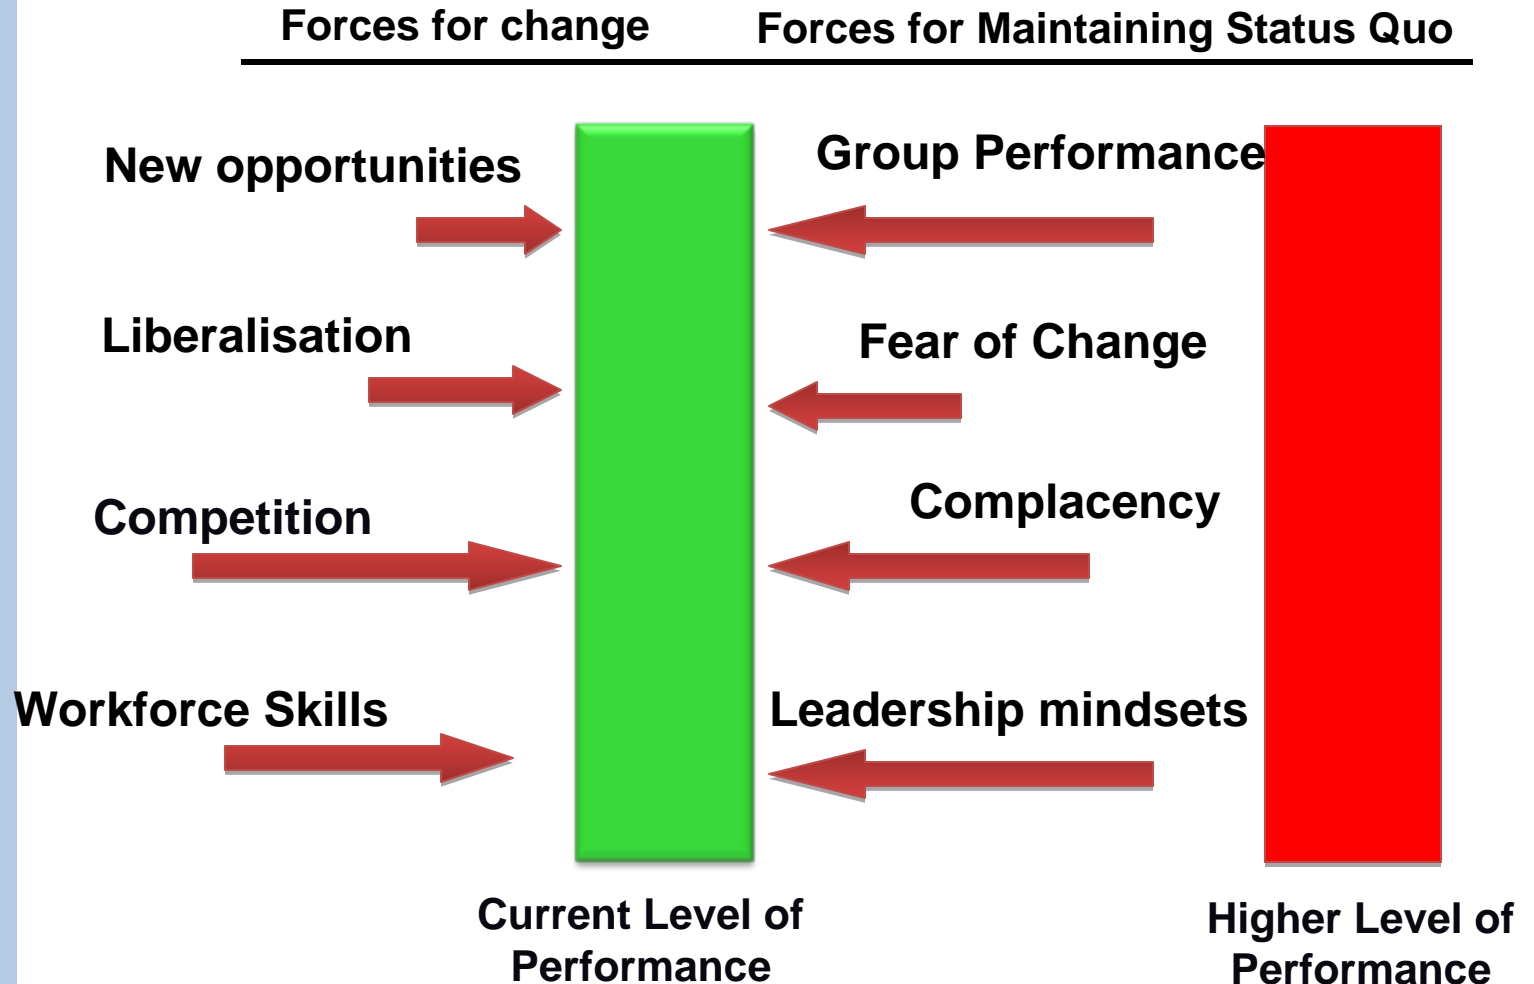 Forces for change
Forces for Maintaining Status Quo
New opportunities
Group Performance
Liberalisation
Fear of Change
Competition
Complacency
Workforce Skills
Leadership mindsets
Current Level of
Performance
Higher Level of
Performance